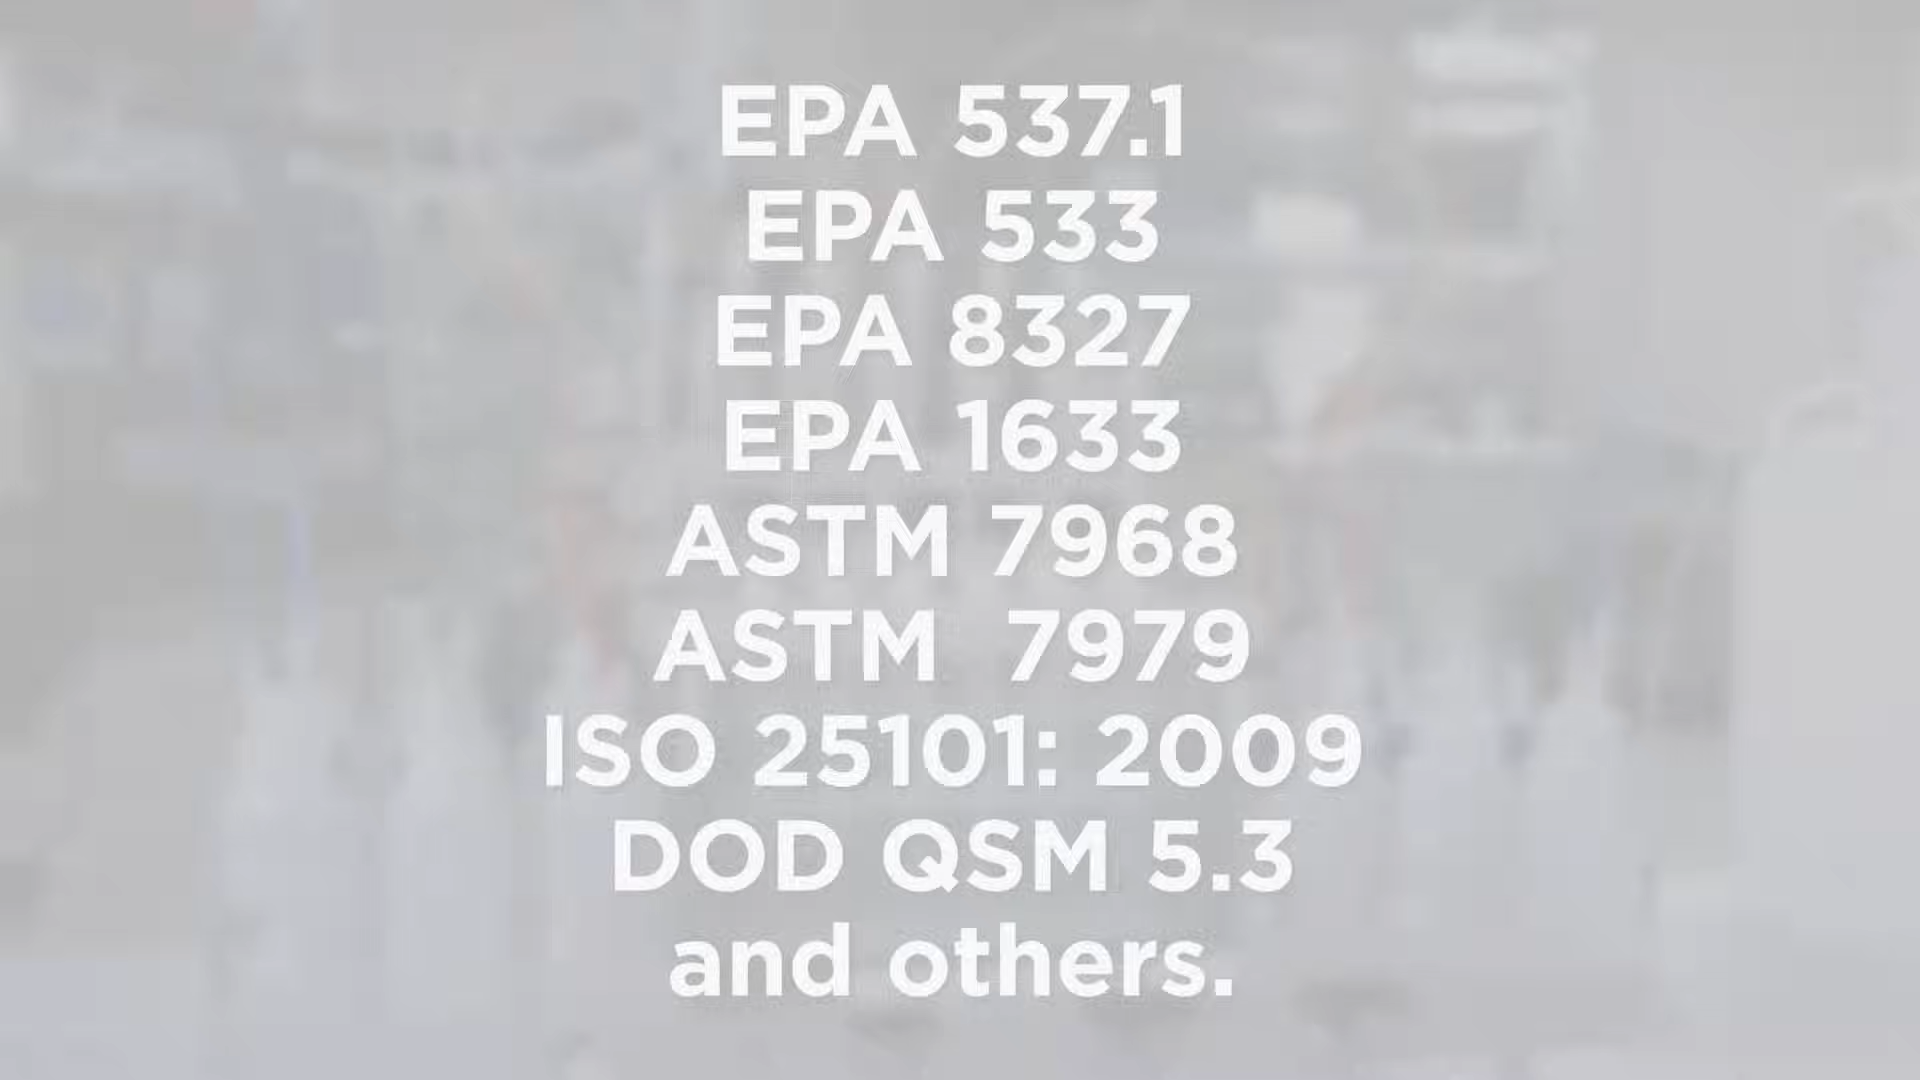 EPA 537.1
EPA 533
EPA 8327
EPA 1633
ASTM 7968
ASTM 7979
ISO 25101: 2009
DOD QSM 5.3
and others.